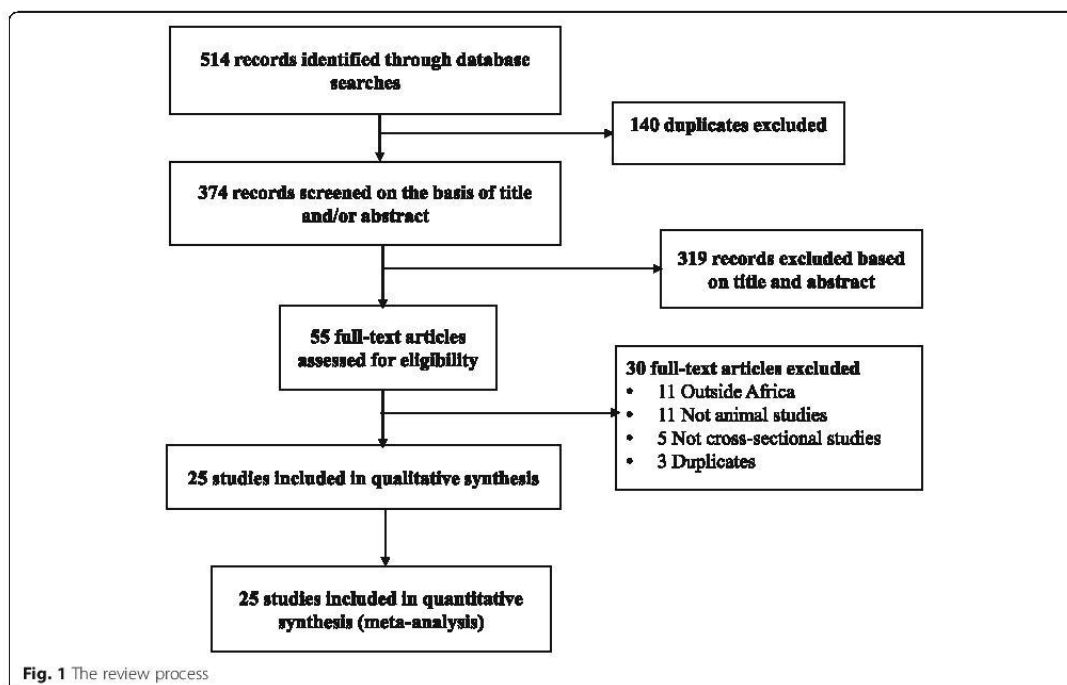 514 records identified through database
searches
140 duplicates excluded
374 records screened on the basis of title
and/or abstract
319 records excluded based
on title and abstract
55 full-text articles
assessed for eligibility
30 full-text articles excluded
• 11 Outside Africa
• 11 Not animal studies
• 5 Not cross-sectional studies
• 3 Duplicates
25 studies included in qualitative synthesis
25 studies included in quantitative
synthesis (meta-analysis)
Fig. 1 The review process